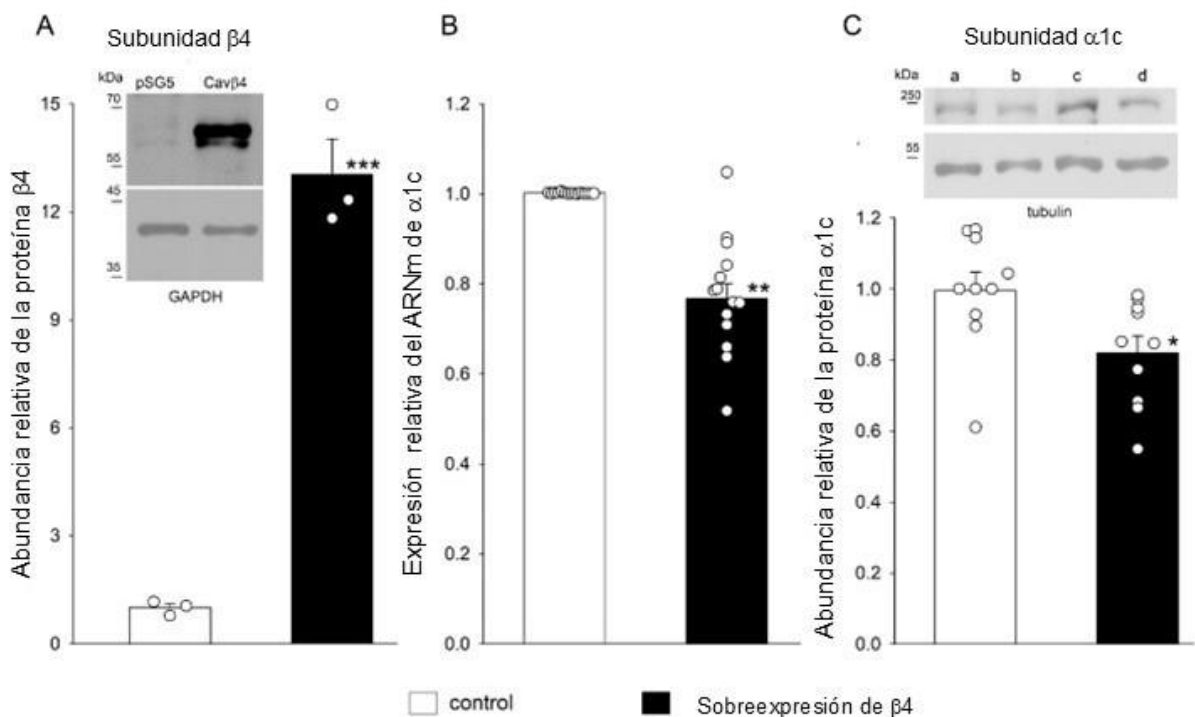 A
Subunidad β4
kDa
pSG5 Cavβ4
70
55
45
35
GAPDH
***
15
12
9
6
3
0
Abundancia relativa de la proteína β4
B
1.2
1.0
0.8
0.6
0.4
0.2
0.0
**
Expresión relativa del ARNm de α1c
C
Subunidad α1c
kDa
a b c d
250
55
tubulin
1.2
1.0
0.8
0.6
0.4
0.2
0.0
*
Abundancia relativa de la proteína α1c
control
Sobreexpresión de β4